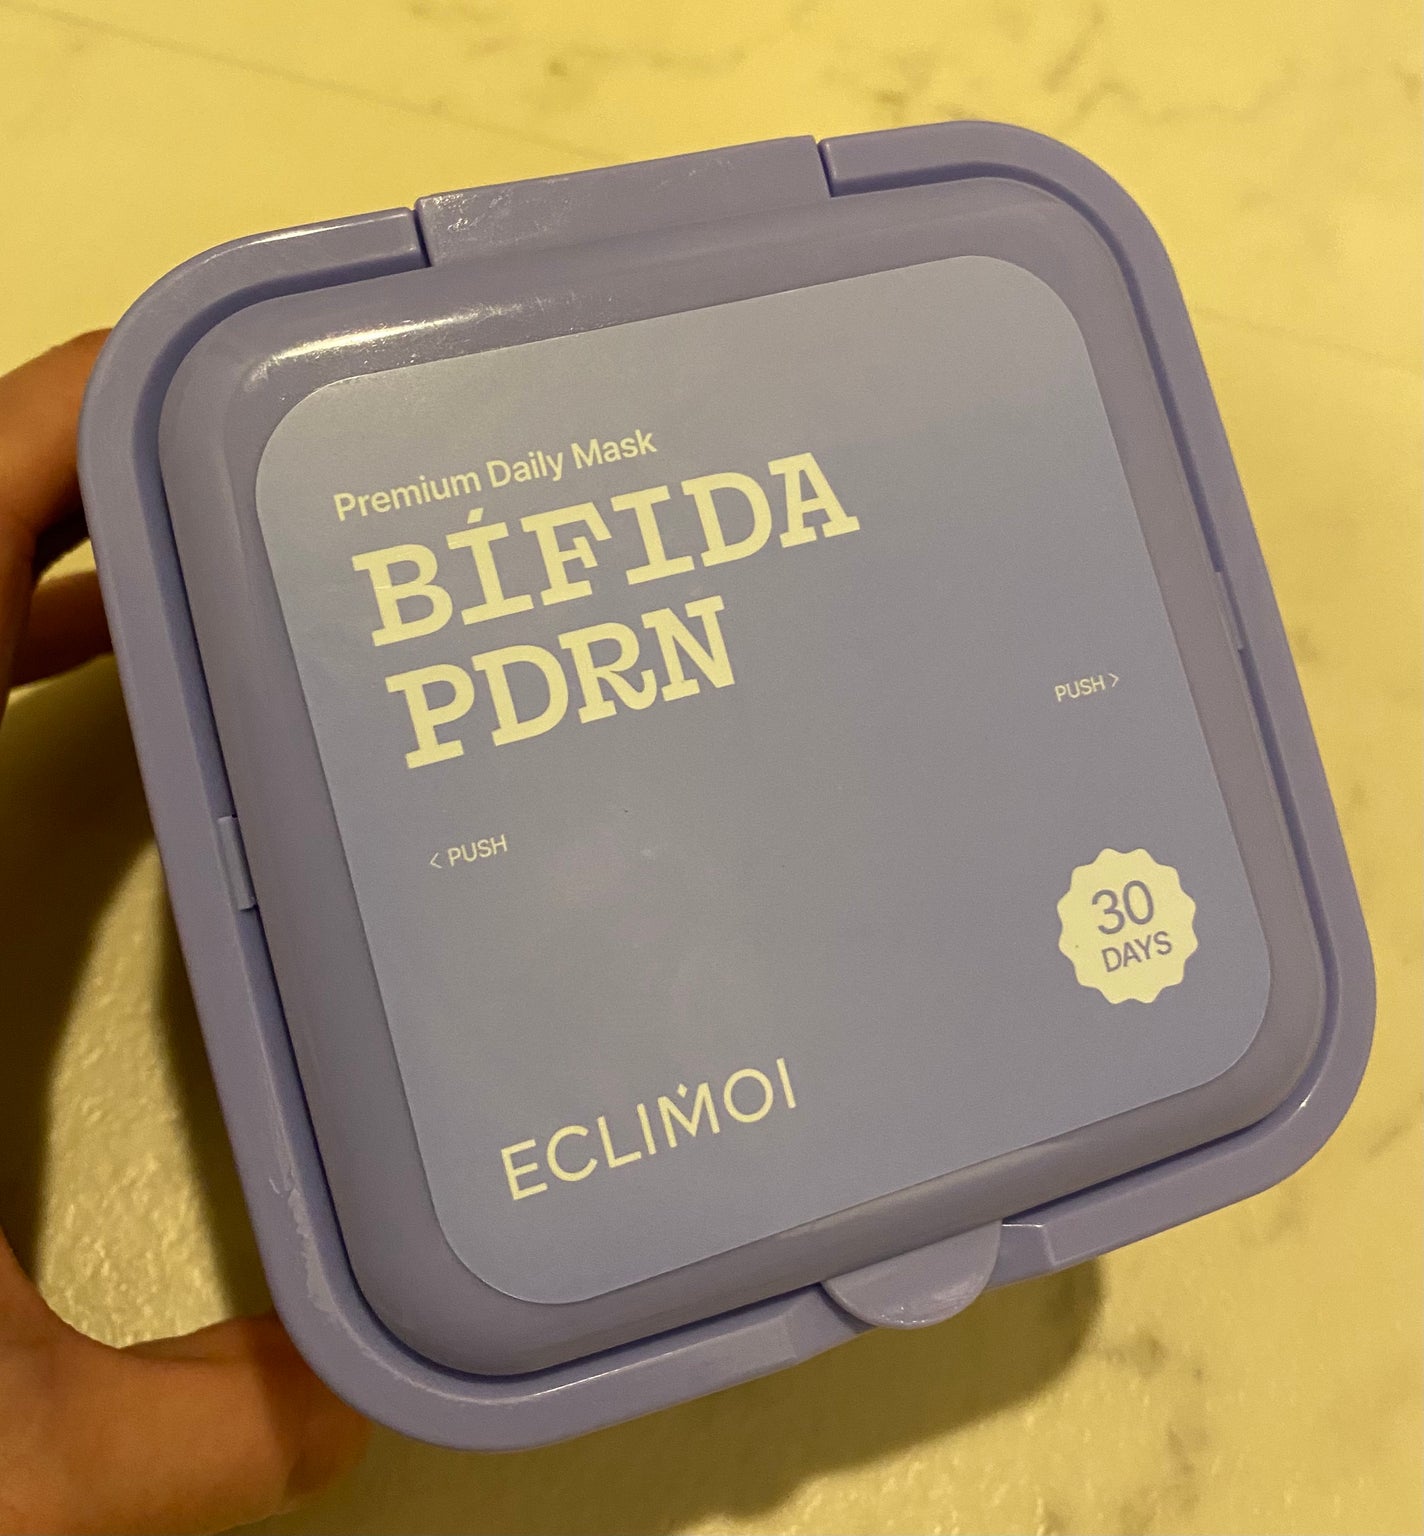 Premium Daily Mask
BÍFIDA
PDRN
PUSH >
< PUSH
30
DAYS
ECLIMOI